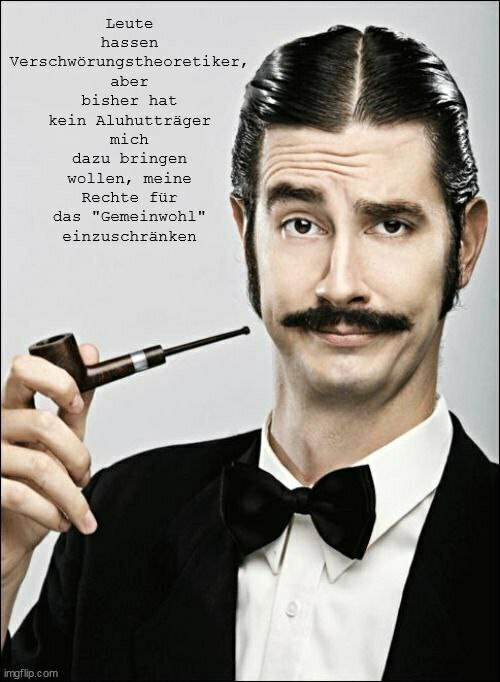 Leute
hassen
Verschwörungstheoretiker,
aber
bisher hat
kein Aluhutträger
mich
dazu bringen
wollen, meine
Rechte für
das "Gemeinwohl"
einzuschränken
imgflip.com